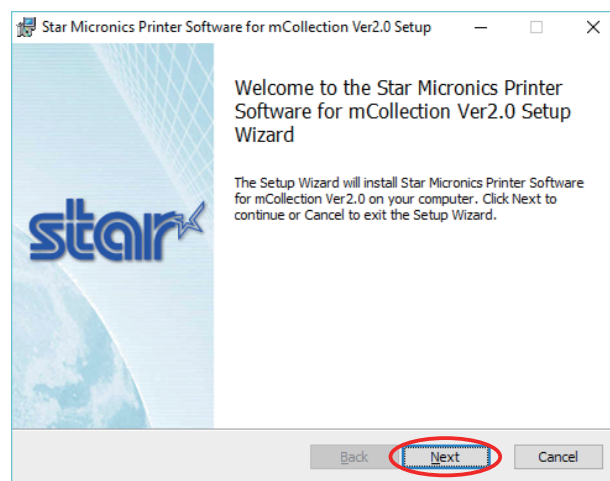 Star Micronics Printer Software for mCollection Ver2.0 Setup
Welcome to the Star Micronics Printer
Software for mCollection Ver2.0 Setup
Wizard
The Setup Wizard will install Star Micronics Printer Software
for mCollection Ver2.0 on your computer. Click Next to
continue or Cancel to exit the Setup Wizard.
star
Back Next Cancel